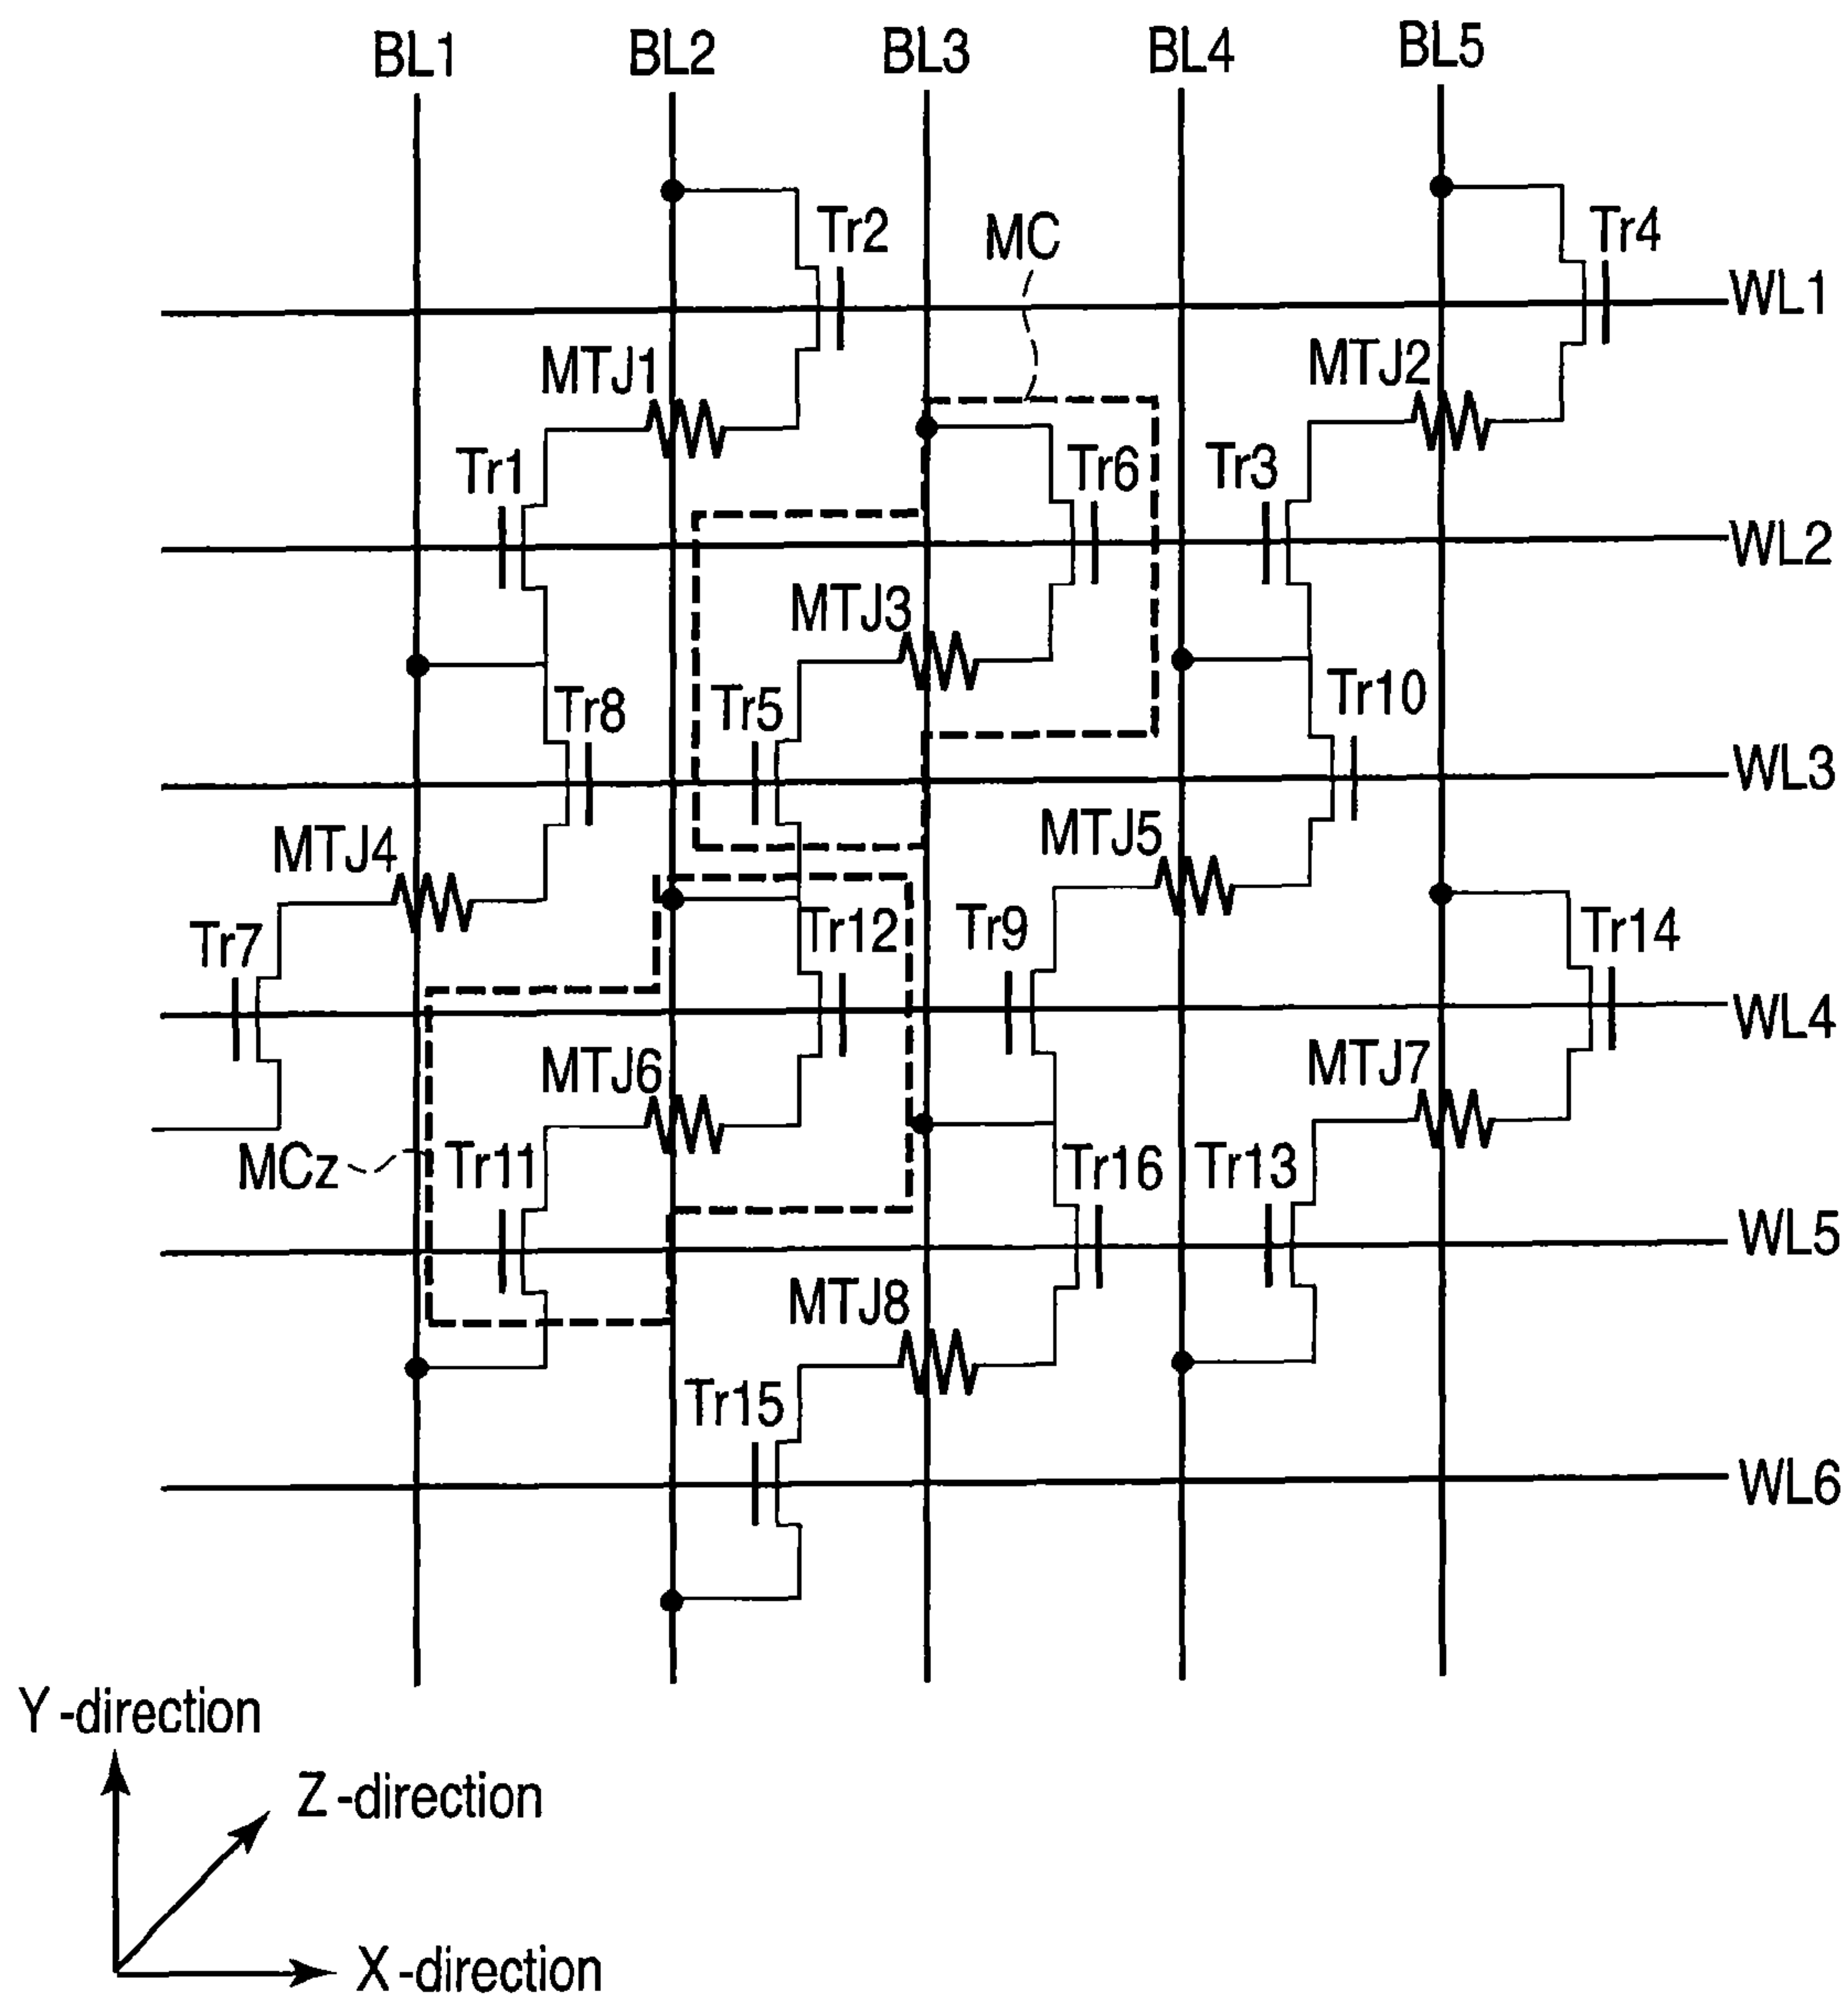 BL1 BL2 BL3 BL4 BL5
Tr2 MC Tr4
WL1
MTJ1 MTJ2
Tr1 Tr6 Tr3
WL2
MTJ3
Tr8 Tr5 Tr10
WL3
MTJ4 MTJ5
Tr7 Tr12 Tr9 Tr14
WL4
MTJ6 MTJ7
MCz Tr11 Tr16 Tr13
WL5
MTJ8
Tr15
WL6
Y-direction
Z-direction
X-direction